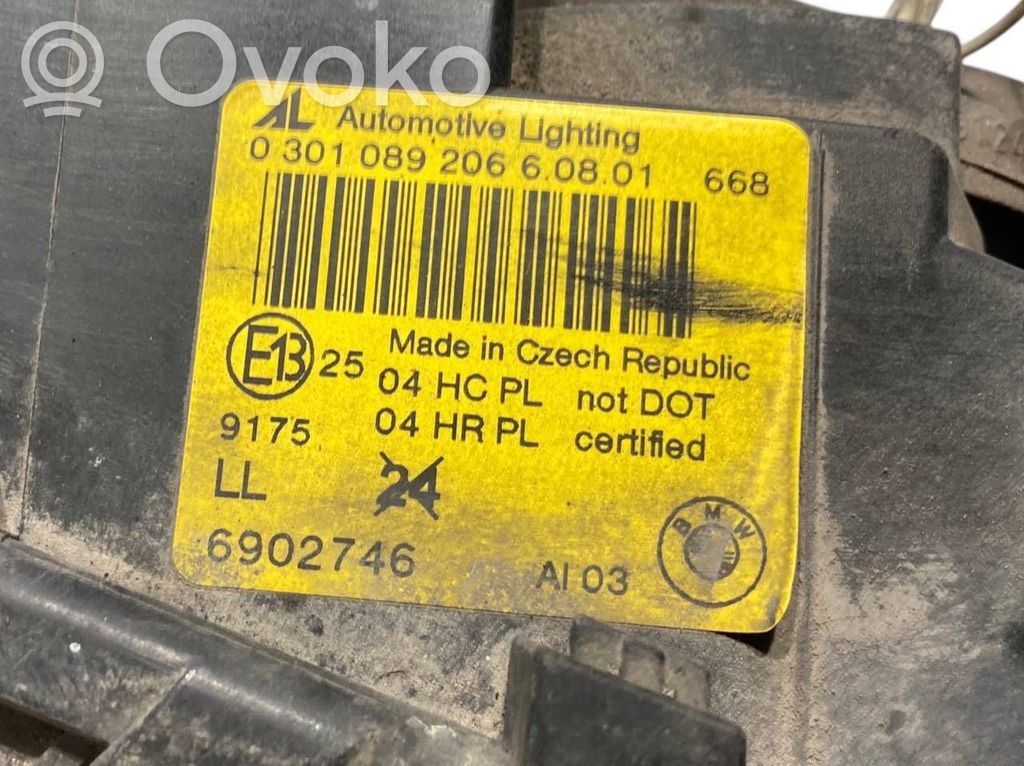 Ovoko
AL Automotive Lighting
0 301 089 206 6.08.01 668
Made in Czech Republic
E13 25 04 HC PL not DOT
9175 04 HR PL certified
LL 24
6902746 AI 03 BMW